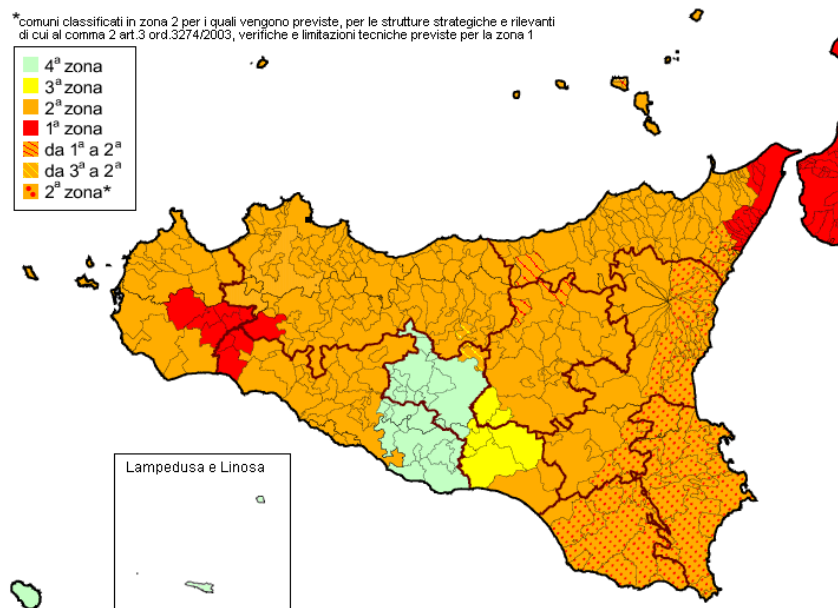 *comuni classificati in zona 2 per i quali vengono previste, per le strutture strategiche e rilevanti
di cui al comma 2 art.3 ord.3274/2003, verifiche e limitazioni tecniche previste per la zona 1
4ª zona
3ª zona
2ª zona
1ª zona
da 1ª a 2ª
da 3ª a 2ª
2ª zona*
Lampedusa e Linosa